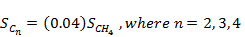 S_{C_n} = (0.04)S_{CH_4} , where n = 2, 3, 4